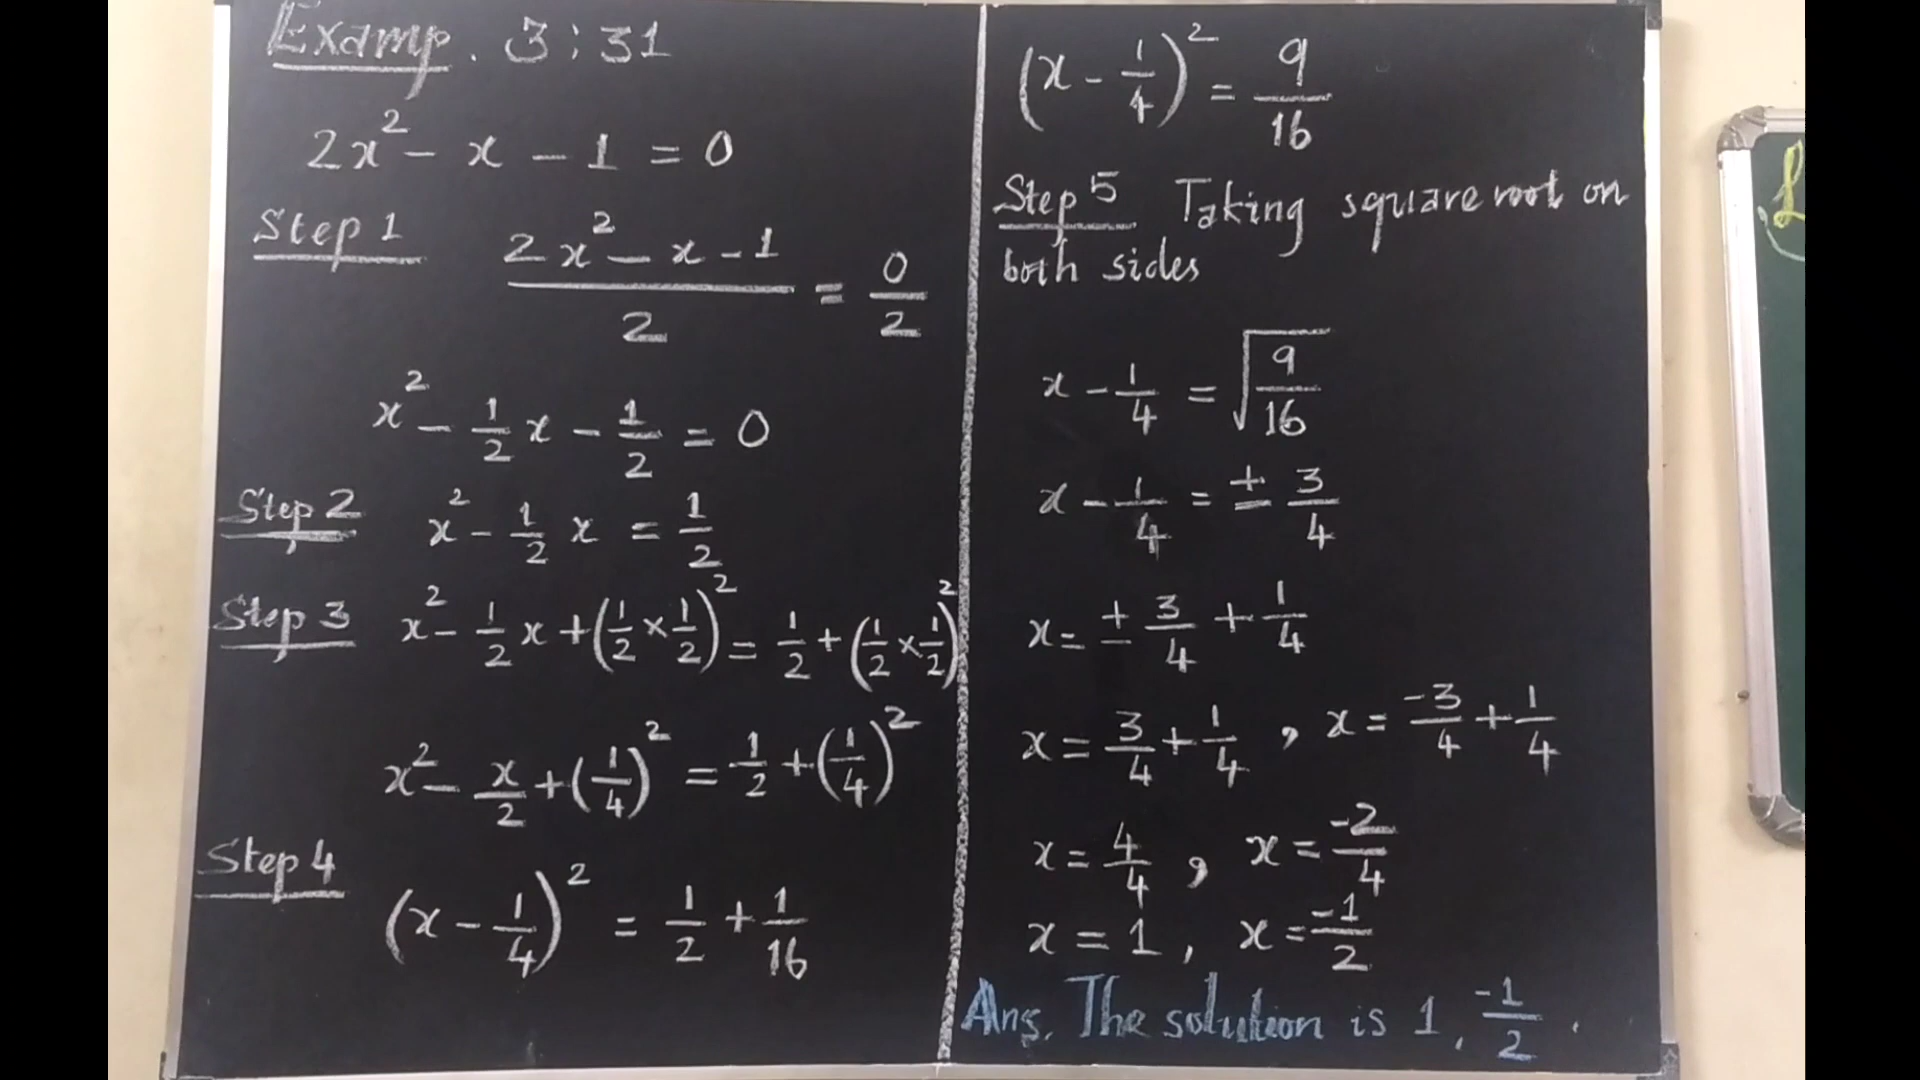 Examp. 3:31
2x² - x - 1 = 0
Step 1 (2x² - x - 1)/2 = 0/2
x² - 1/2 x - 1/2 = 0
Step 2 x² - 1/2 x = 1/2
Step 3 x² - 1/2 x + (1/2 × 1/2)² = 1/2 + (1/2 × 1/2)²
x² - x/2 + (1/4)² = 1/2 + (1/4)²
Step 4
(x - 1/4)² = 1/2 + 1/16
(x - 1/4)² = 9/16
Step 5 Taking square root on
both sides
x - 1/4 = √(9/16)
x - 1/4 = ± 3/4
x = ± 3/4 + 1/4
x = 3/4 + 1/4 , x = -3/4 + 1/4
x = 4/4 , x = -2/4
x = 1 , x = -1/2
Ans. The solution is 1, -1/2 .